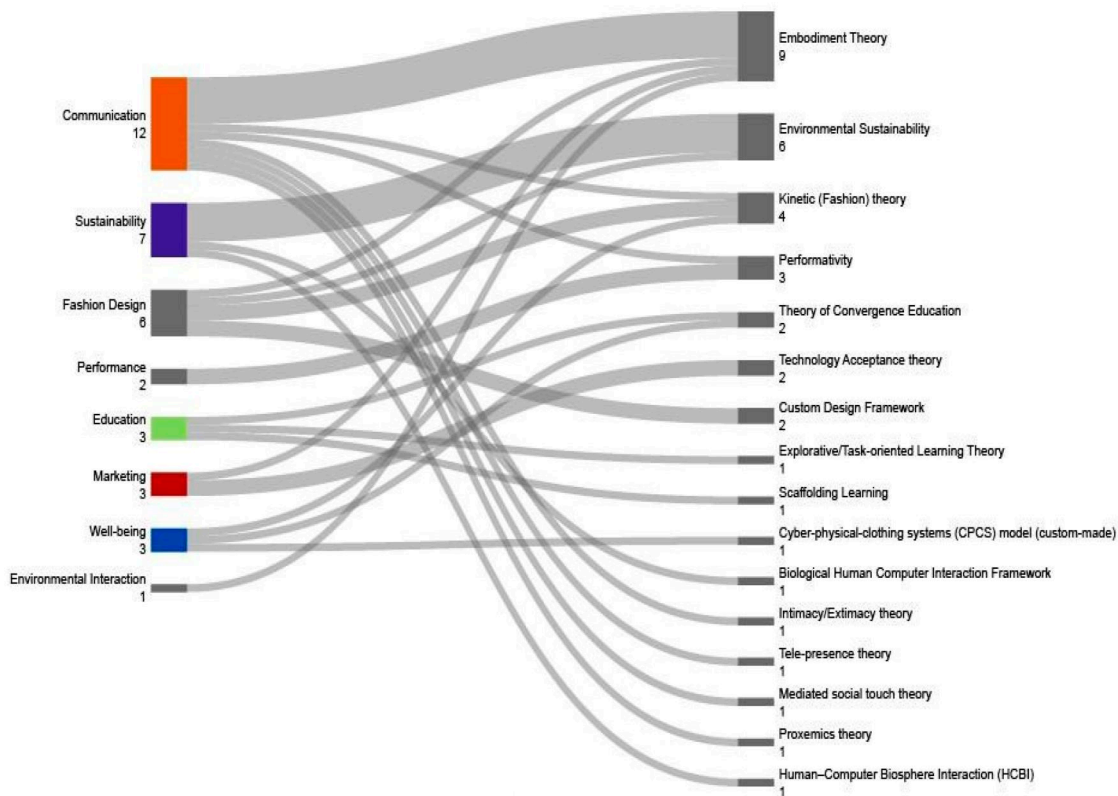 Communication
12
Sustainability
7
Fashion Design
6
Performance
2
Education
3
Marketing
3
Well-being
3
Environmental Interaction
1
Embodiment Theory
9
Environmental Sustainability
6
Kinetic (Fashion) theory
4
Performativity
3
Theory of Convergence Education
2
Technology Acceptance theory
2
Custom Design Framework
2
Explorative/Task-oriented Learning Theory
1
Scaffolding Learning
1
Cyber-physical-clothing systems (CPCS) model (custom-made)
1
Biological Human Computer Interaction Framework
1
Intimacy/Extimacy theory
1
Tele-presence theory
1
Mediated social touch theory
1
Proxemics theory
1
Human–Computer Biosphere Interaction (HCBI)
1